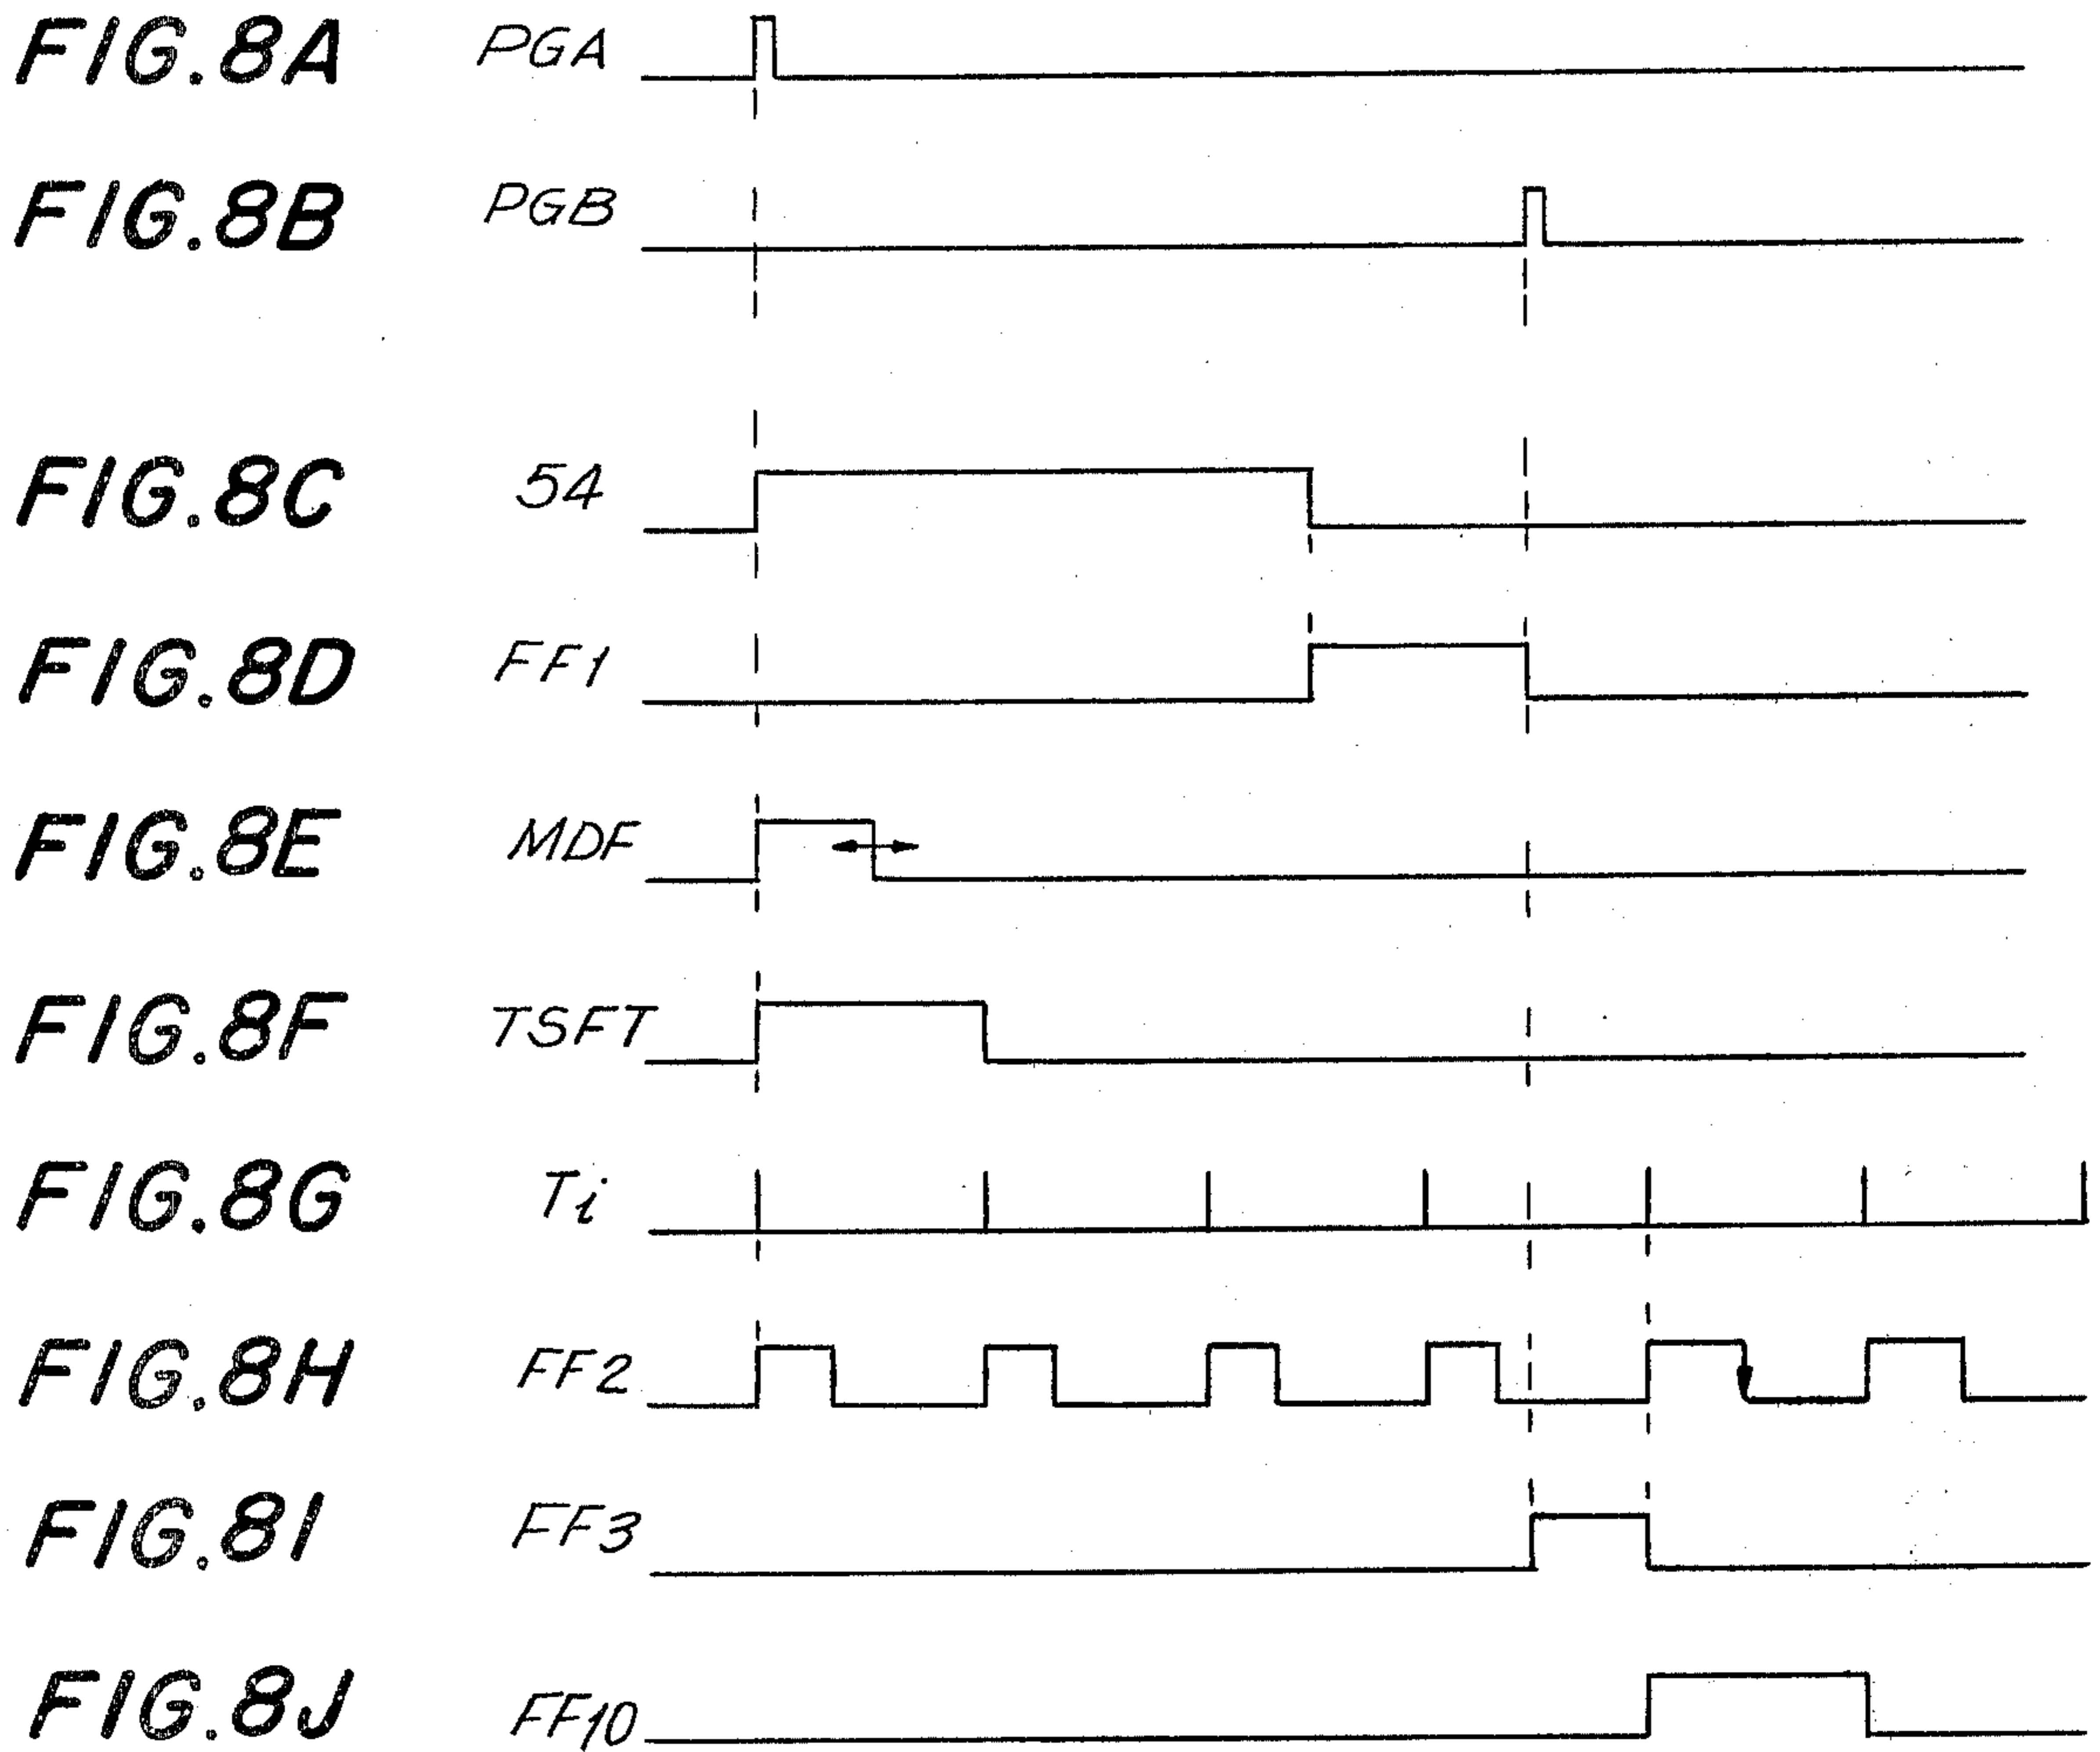 FIG.8A PGA
FIG.8B PGB
FIG.8C 54
FIG.8D FF1
FIG.8E MDF
FIG.8F TSFT
FIG.8G Ti
FIG.8H FF2
FIG.8I FF3
FIG.8J FF10